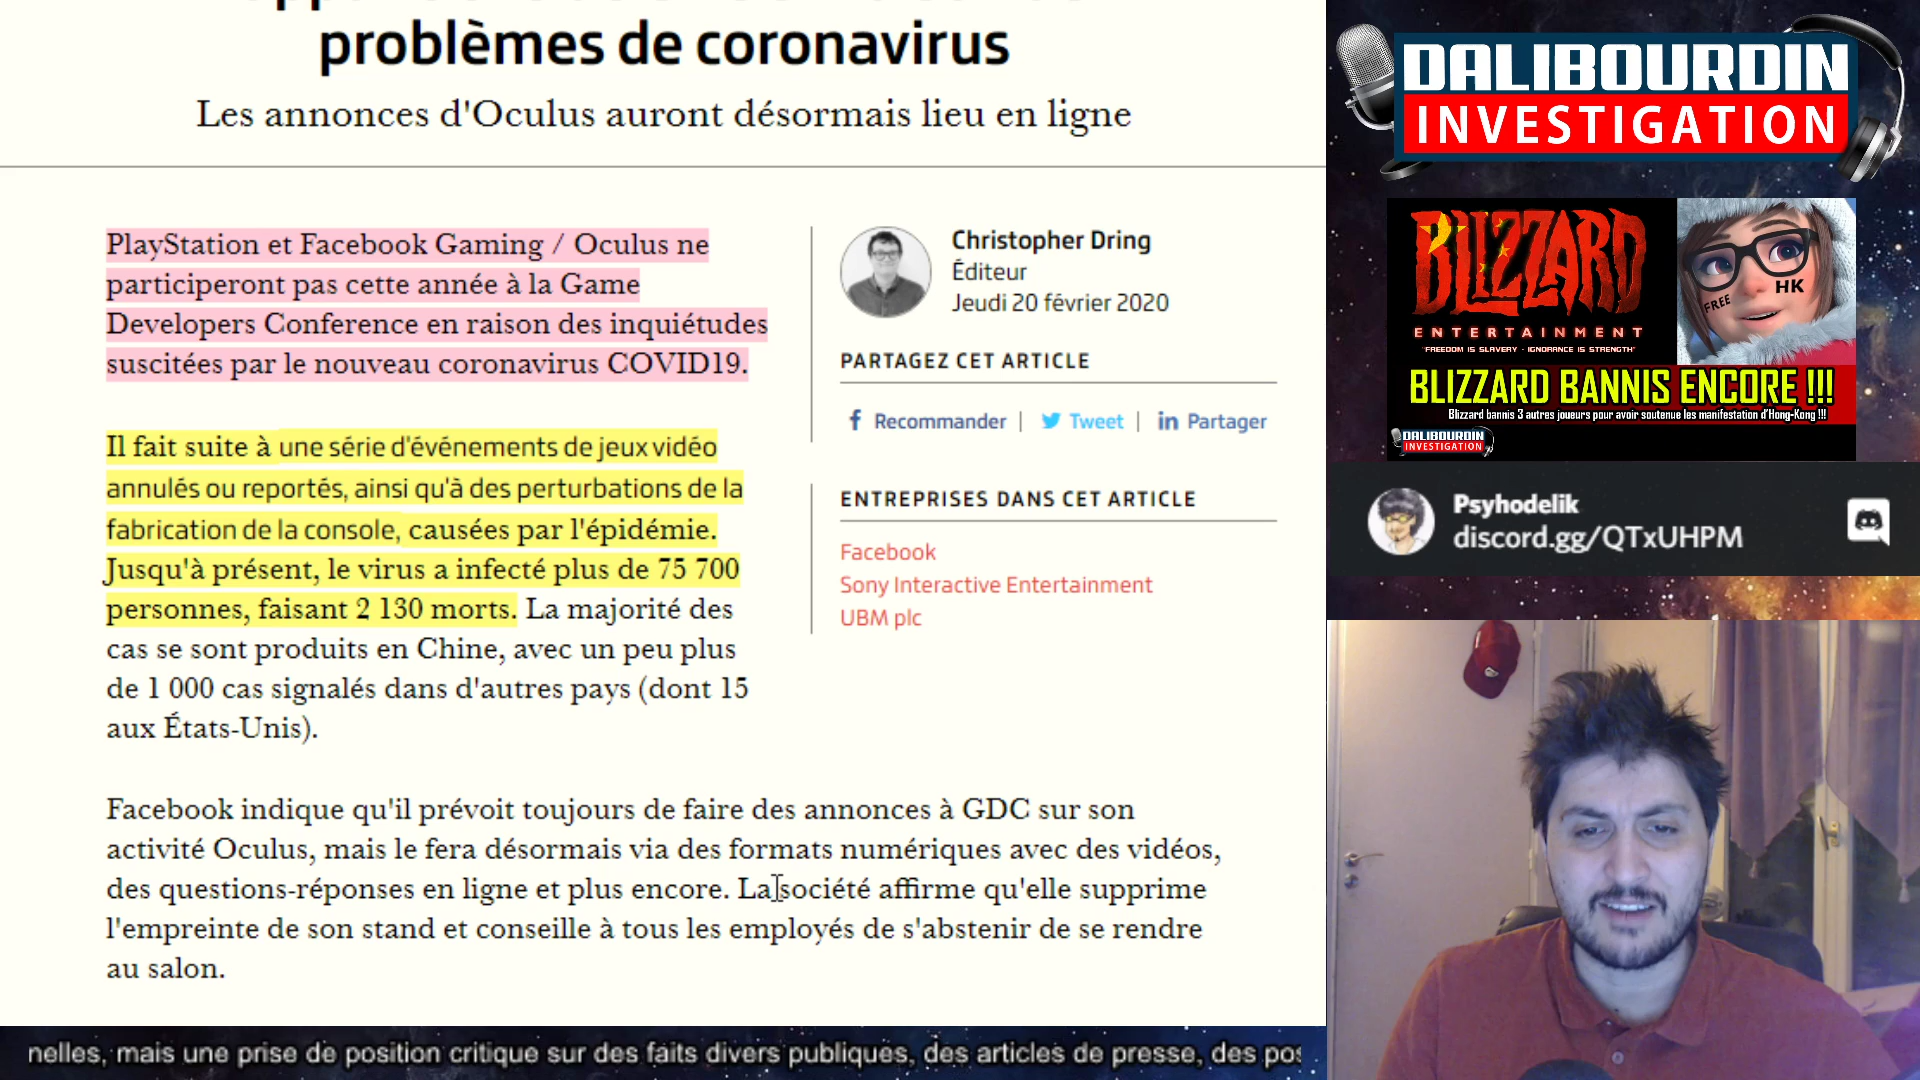 problèmes de coronavirus
Les annonces d'Oculus auront désormais lieu en ligne
PlayStation et Facebook Gaming / Oculus ne
participeront pas cette année à la Game
Developers Conference en raison des inquiétudes
suscitées par le nouveau coronavirus COVID19.
Il fait suite à une série d'événements de jeux vidéo
annulés ou reportés, ainsi qu'à des perturbations de la
fabrication de la console, causées par l'épidémie.
Jusqu'à présent, le virus a infecté plus de 75 700
personnes, faisant 2 130 morts. La majorité des
cas se sont produits en Chine, avec un peu plus
de 1 000 cas signalés dans d'autres pays (dont 15
aux États-Unis).
Facebook indique qu'il prévoit toujours de faire des annonces à GDC sur son
activité Oculus, mais le fera désormais via des formats numériques avec des vidéos,
des questions-réponses en ligne et plus encore. La société affirme qu'elle supprime
l'empreinte de son stand et conseille à tous les employés de s'abstenir de se rendre
au salon.
Christopher Dring
Éditeur
Jeudi 20 février 2020
PARTAGEZ CET ARTICLE
Recommander
Tweet
Partager
ENTREPRISES DANS CET ARTICLE
Facebook
Sony Interactive Entertainment
UBM plc
DALIBOURDIN
INVESTIGATION
BLIZZARD
ENTERTAINMENT
"FREEDOM IS SLAVERY - IGNORANCE IS STRENGTH"
FREE
HK
BLIZZARD BANNIS ENCORE !!!
Blizzard bannis 3 autres joueurs pour avoir soutenue les manifestation d'Hong-Kong !!!
DALIBOURDIN
INVESTIGATION
Psyhodelik
discord.gg/QTxUHPM
nelles, mais une prise de position critique sur des faits divers publiques, des articles de presse, des pos